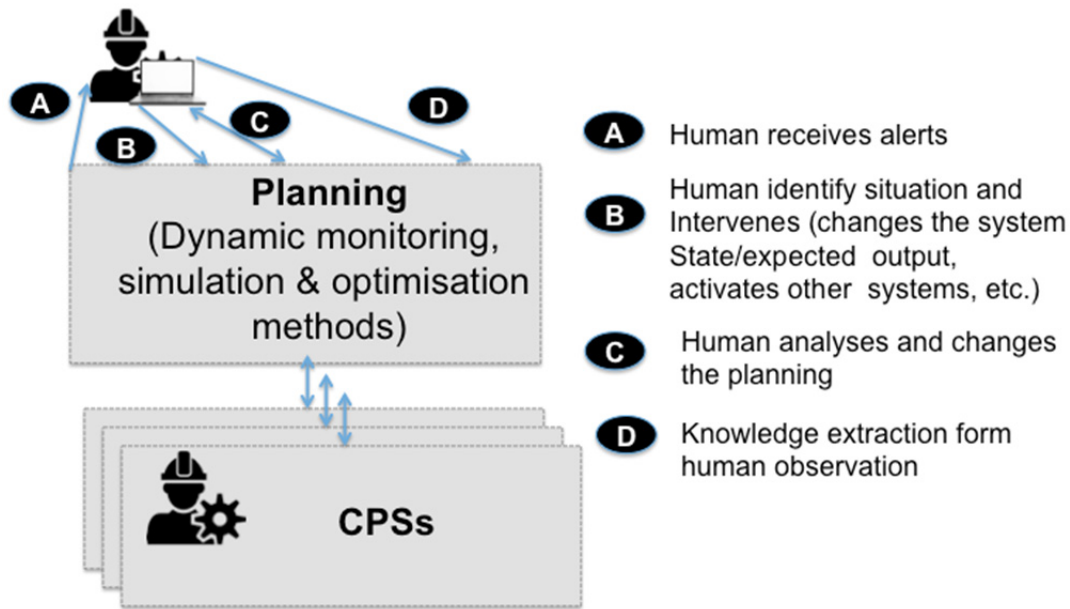 A
B
C
D
Planning
(Dynamic monitoring,
simulation & optimisation
methods)
CPSs
A Human receives alerts
B Human identify situation and
Intervenes (changes the system
State/expected output,
activates other systems, etc.)
C Human analyses and changes
the planning
D Knowledge extraction form
human observation